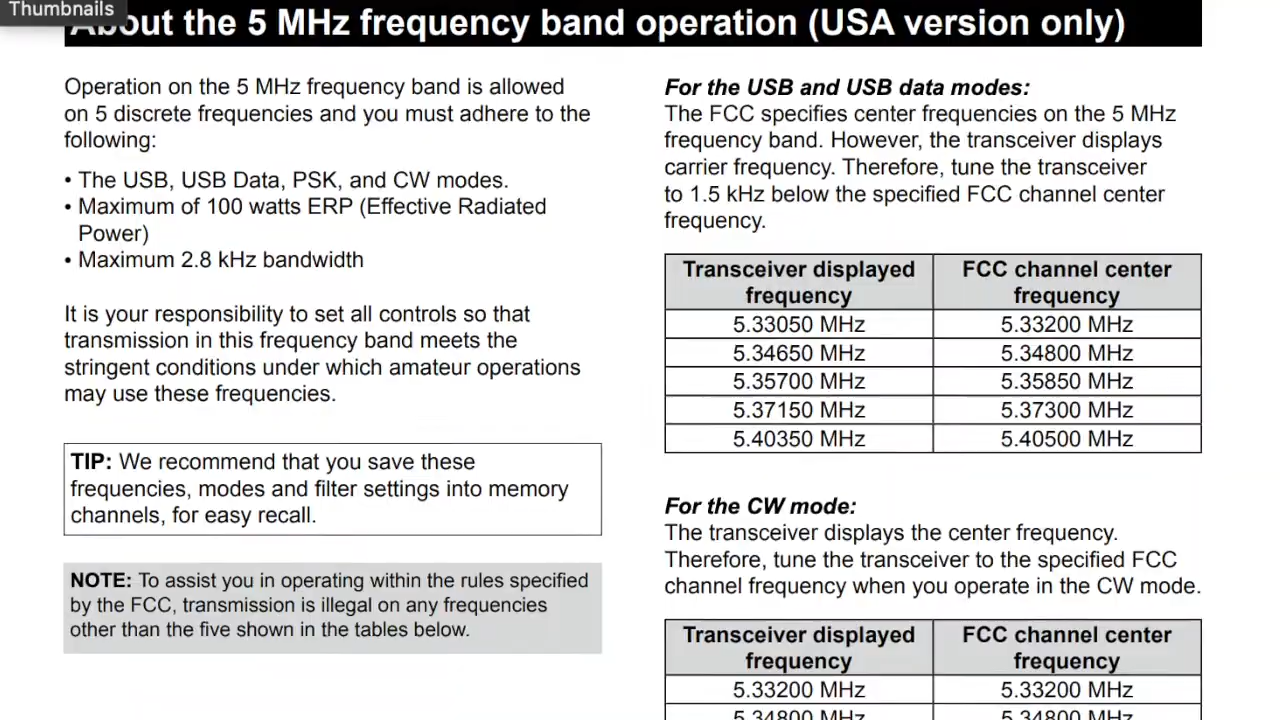 Thumbnails
About the 5 MHz frequency band operation (USA version only)
Operation on the 5 MHz frequency band is allowed
on 5 discrete frequencies and you must adhere to the
following:
• The USB, USB Data, PSK, and CW modes.
• Maximum of 100 watts ERP (Effective Radiated
Power)
• Maximum 2.8 kHz bandwidth
It is your responsibility to set all controls so that
transmission in this frequency band meets the
stringent conditions under which amateur operations
may use these frequencies.
TIP: We recommend that you save these
frequencies, modes and filter settings into memory
channels, for easy recall.
NOTE: To assist you in operating within the rules specified
by the FCC, transmission is illegal on any frequencies
other than the five shown in the tables below.
For the USB and USB data modes:
The FCC specifies center frequencies on the 5 MHz
frequency band. However, the transceiver displays
carrier frequency. Therefore, tune the transceiver
to 1.5 kHz below the specified FCC channel center
frequency.
Transceiver displayed frequency FCC channel center frequency
5.33050 MHz 5.33200 MHz
5.34650 MHz 5.34800 MHz
5.35700 MHz 5.35850 MHz
5.37150 MHz 5.37300 MHz
5.40350 MHz 5.40500 MHz
For the CW mode:
The transceiver displays the center frequency.
Therefore, tune the transceiver to the specified FCC
channel frequency when you operate in the CW mode.
Transceiver displayed frequency FCC channel center frequency
5.33200 MHz 5.33200 MHz
5.34800 MHz 5.34800 MHz